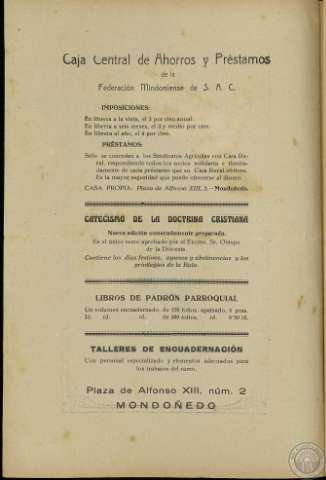 Caja Central de Ahorros y Préstamos
de la
Federación Mindoniense de S. A. C.
IMPOSICIONES:
En libreta a la vista, el 3 por cien anual.
En libreta a seis meses, el 3 y medio por cien.
En libreta al año, el 4 por cien.
PRÉSTAMOS:
Sólo se conceden a los Sindicatos Agrícolas con Caja Rural, respondiendo todos los socios solidaria e ilimitadamente de cada préstamo que su Caja Rural obtiene.
Es la mayor seguridad que puede ofrecerse al dinero.
CASA PROPIA: Plaza de Alfonso XIII, 2.—Mondoñedo.
CATECISMO DE LA DOCTRINA CRISTIANA
Nueva edición esmeradamente preparada.
Es el único texto aprobado por el Excmo. Sr. Obispo
de la Diócesis.
Contiene los días festivos, ayunos y abstinencias y los
privilegios de la Bula.
LIBROS DE PADRÓN PARROQUIAL
Un volumen encuadernado, de 150 folios, apaisado, 6 ptas.
Id. id. id. de 100 folios, id. id.
TALLERES DE ENCUADERNACIÓN
Con personal especializado y elementos adecuados para
los trabajos del ramo.
Plaza de Alfonso XIII, núm. 2
MONDOÑEDO